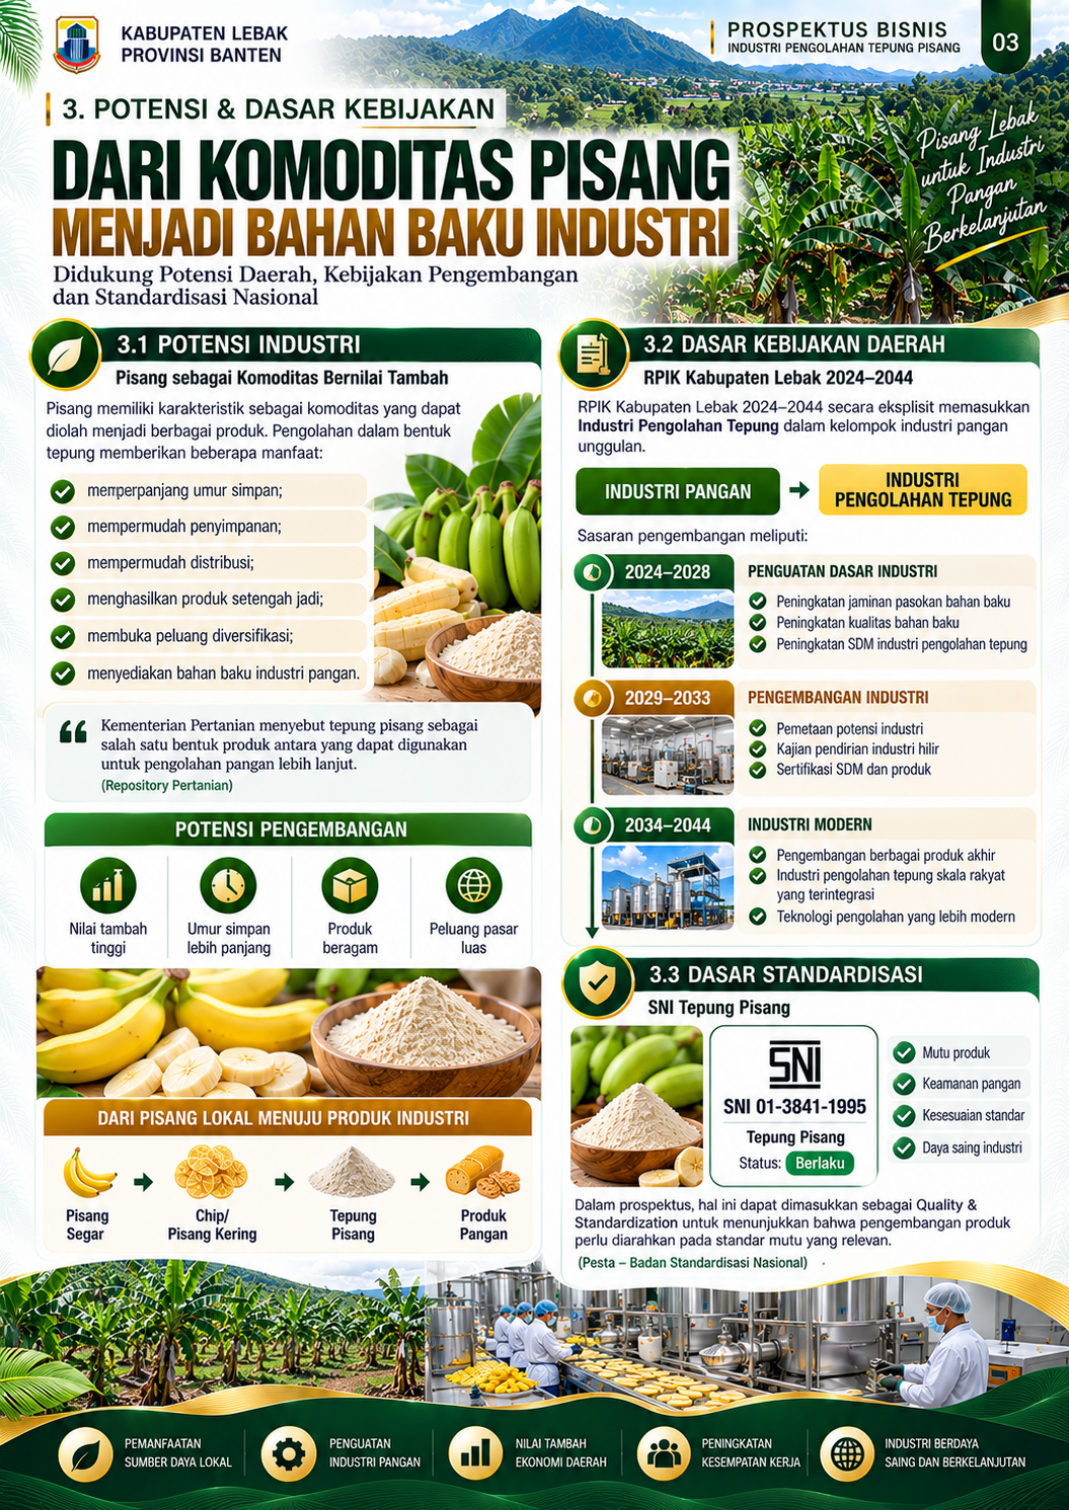 KABUPATEN LEBAK
PROVINSI BANTEN
PROSPEKTUS BISNIS
INDUSTRI PENGOLAHAN TEPUNG PISANG
03
3. POTENSI & DASAR KEBIJAKAN
DARI KOMODITAS PISANG
MENJADI BAHAN BAKU INDUSTRI
Didukung Potensi Daerah, Kebijakan Pengembangan
dan Standardisasi Nasional
Pisang Lebak
untuk Industri
Pangan
Berkelanjutan
3.1 POTENSI INDUSTRI
Pisang sebagai Komoditas Bernilai Tambah
Pisang memiliki karakteristik sebagai komoditas yang dapat
diolah menjadi berbagai produk. Pengolahan dalam bentuk
tepung memberikan beberapa manfaat:
memperpanjang umur simpan;
mempermudah penyimpanan;
mempermudah distribusi;
menghasilkan produk setengah jadi;
membuka peluang diversifikasi;
menyediakan bahan baku industri pangan.
Kementerian Pertanian menyebut tepung pisang sebagai
salah satu bentuk produk antara yang dapat digunakan
untuk pengolahan pangan lebih lanjut.
(Repository Pertanian)
POTENSI PENGEMBANGAN
Nilai tambah
tinggi
Umur simpan
lebih panjang
Produk
beragam
Peluang pasar
luas
DARI PISANG LOKAL MENUJU PRODUK INDUSTRI
Pisang
Segar
Chip/
Pisang Kering
Tepung
Pisang
Produk
Pangan
3.2 DASAR KEBIJAKAN DAERAH
RPIK Kabupaten Lebak 2024–2044
RPIK Kabupaten Lebak 2024–2044 secara eksplisit memasukkan
Industri Pengolahan Tepung dalam kelompok industri pangan
unggulan.
INDUSTRI PANGAN
INDUSTRI
PENGOLAHAN TEPUNG
Sasaran pengembangan meliputi:
2024–2028
PENGUATAN DASAR INDUSTRI
Peningkatan jaminan pasokan bahan baku
Peningkatan kualitas bahan baku
Peningkatan SDM industri pengolahan tepung
2029–2033
PENGEMBANGAN INDUSTRI
Pemetaan potensi industri
Kajian pendirian industri hilir
Sertifikasi SDM dan produk
2034–2044
INDUSTRI MODERN
Pengembangan berbagai produk akhir
Industri pengolahan tepung skala rakyat
yang terintegrasi
Teknologi pengolahan yang lebih modern
3.3 DASAR STANDARDISASI
SNI Tepung Pisang
SNI
SNI 01-3841-1995
Tepung Pisang
Status: Berlaku
Mutu produk
Keamanan pangan
Kesesuaian standar
Daya saing industri
Dalam prospektus, hal ini dapat dimasukkan sebagai Quality &
Standardization untuk menunjukkan bahwa pengembangan produk
perlu diarahkan pada standar mutu yang relevan.
(Pesta – Badan Standardisasi Nasional)
PEMANFAATAN
SUMBER DAYA LOKAL
PENGUATAN
INDUSTRI PANGAN
NILAI TAMBAH
EKONOMI DAERAH
PENINGKATAN
KESEMPATAN KERJA
INDUSTRI BERDAYA
SAING DAN BERKELANJUTAN